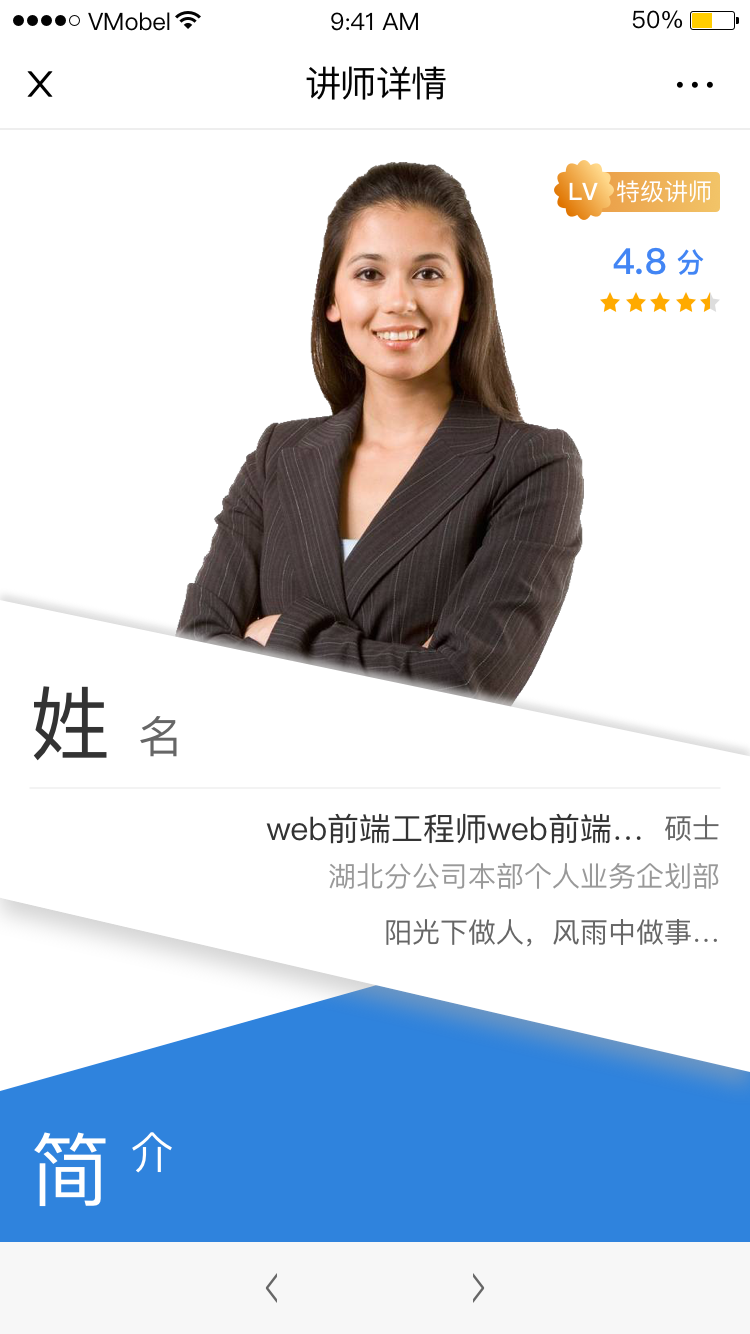 VMobel 9:41 AM 50%
X 讲师详情 ...
LV 特级讲师
4.8 分
姓 名
web前端工程师web前端... 硕士
湖北分公司本部个人业务企划部
阳光下做人，风雨中做事...
简 介